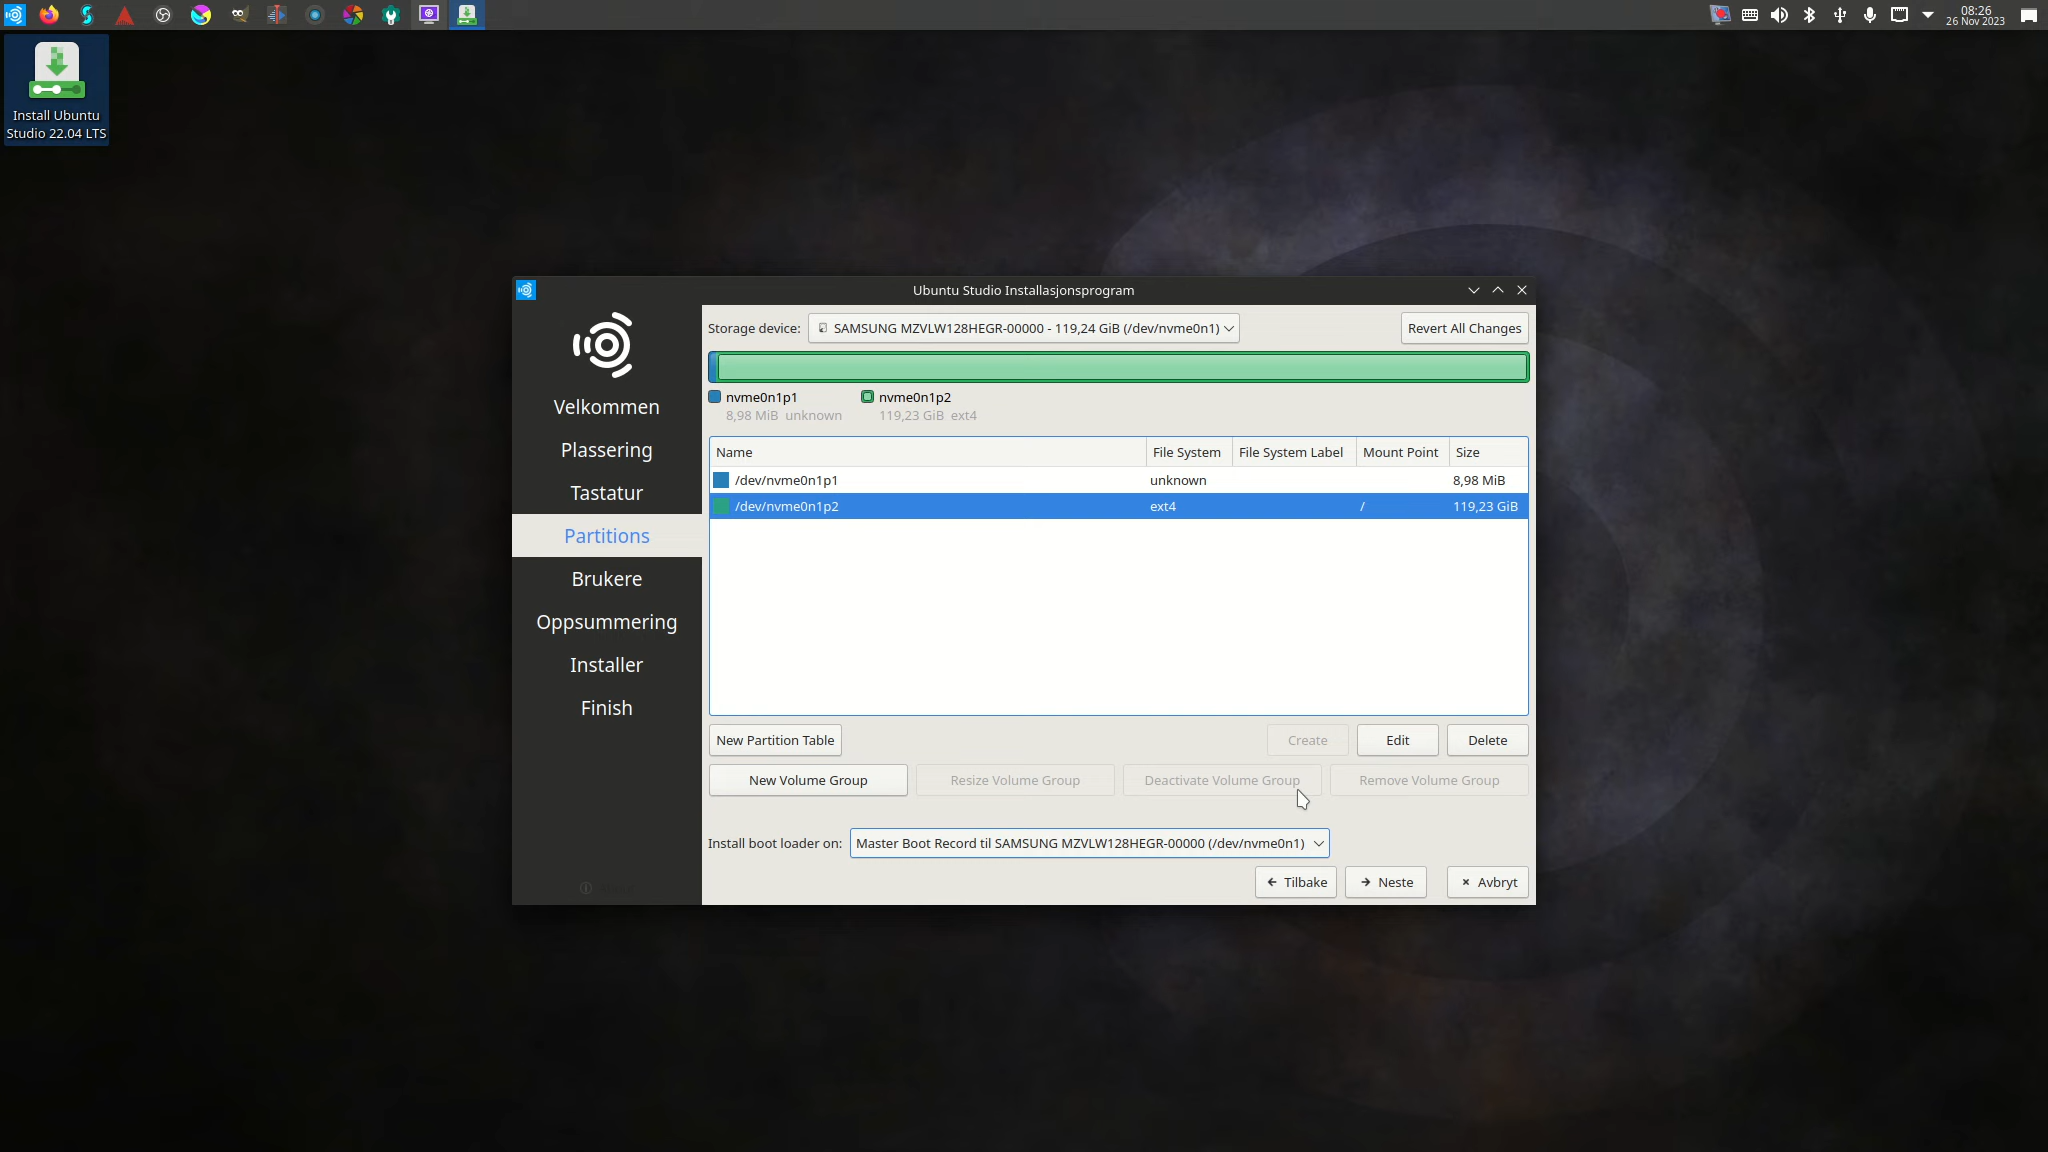 08:26
26 Nov 2023
Install Ubuntu
Studio 22.04 LTS
Ubuntu Studio Installasjonsprogram
Velkommen
Plassering
Tastatur
Partitions
Brukere
Oppsummering
Installer
Finish
Storage device: SAMSUNG MZVLW128HEGR-00000 - 119,24 GiB (/dev/nvme0n1) Revert All Changes
nvme0n1p1 nvme0n1p2
8,98 MiB unknown 119,23 GiB ext4
Name File System File System Label Mount Point Size
/dev/nvme0n1p1 unknown 8,98 MiB
/dev/nvme0n1p2 ext4 / 119,23 GiB
New Partition Table Create Edit Delete
New Volume Group Resize Volume Group Deactivate Volume Group Remove Volume Group
Install boot loader on: Master Boot Record til SAMSUNG MZVLW128HEGR-00000 (/dev/nvme0n1)
Tilbake Neste Avbryt